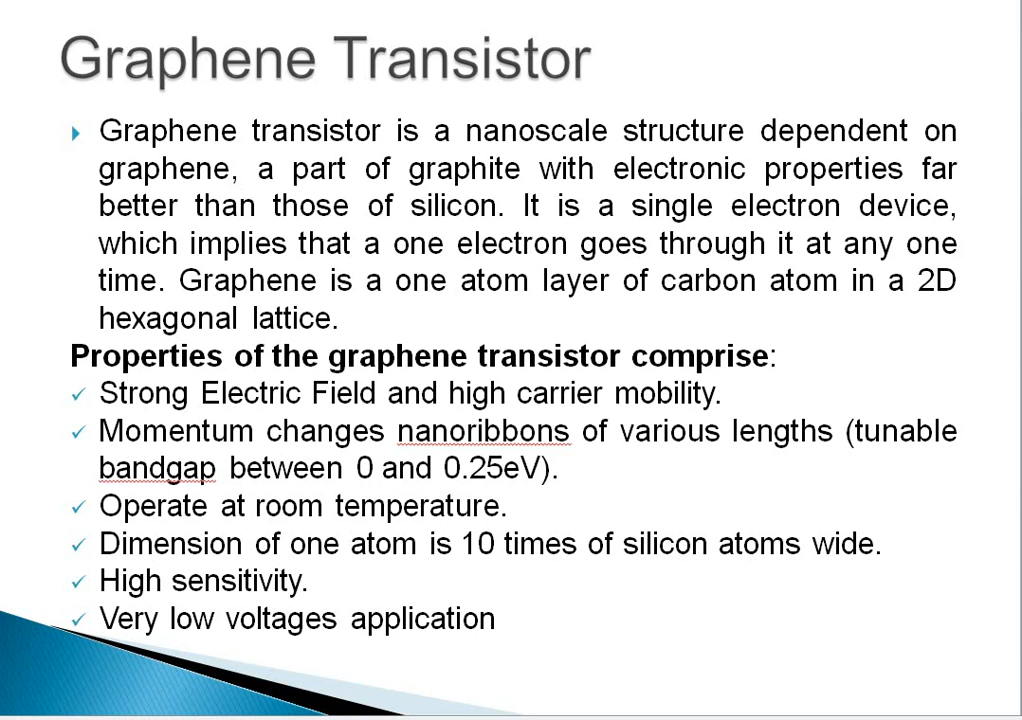 Graphene Transistor
Graphene transistor is a nanoscale structure dependent on
graphene, a part of graphite with electronic properties far
better than those of silicon. It is a single electron device,
which implies that a one electron goes through it at any one
time. Graphene is a one atom layer of carbon atom in a 2D
hexagonal lattice.
Properties of the graphene transistor comprise:
Strong Electric Field and high carrier mobility.
Momentum changes nanoribbons of various lengths (tunable
bandgap between 0 and 0.25eV).
Operate at room temperature.
Dimension of one atom is 10 times of silicon atoms wide.
High sensitivity.
Very low voltages application